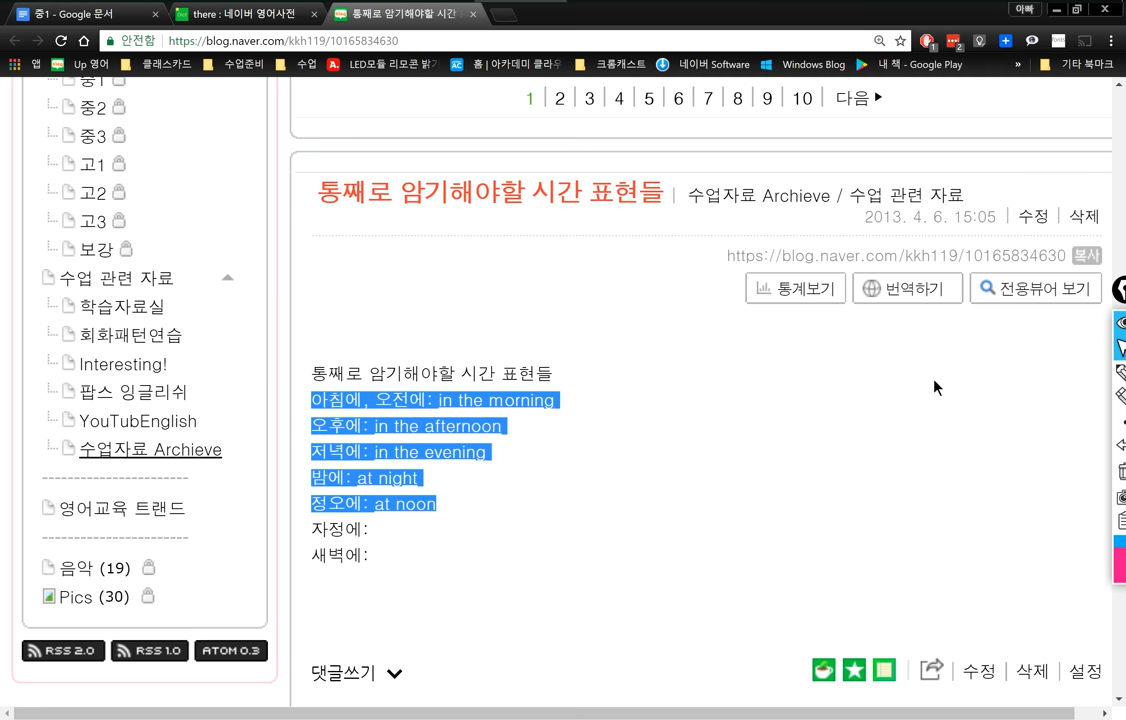 중1 - Google 문서
there : 네이버 영어사전
통째로 암기해야할 시간
아빠
안전함
https://blog.naver.com/kkh119/10165834630
앱
Up 영어
클래스카드
수업준비
수업
LED모듈 리모콘 밝기
홈 | 아카데미 클라우
크롬캐스트
네이버 Software
Windows Blog
내 책 - Google Play
»
기타 북마크
중1
중2
중3
고1
고2
고3
보강
수업 관련 자료
학습자료실
회화패턴연습
Interesting!
팝스 잉글리쉬
YouTubEnglish
수업자료 Archieve
영어교육 트랜드
음악 (19)
Pics (30)
RSS 2.0
RSS 1.0
ATOM 0.3
1 | 2 | 3 | 4 | 5 | 6 | 7 | 8 | 9 | 10 | 다음
통째로 암기해야할 시간 표현들 | 수업자료 Archieve / 수업 관련 자료
2013. 4. 6. 15:05 | 수정 | 삭제
https://blog.naver.com/kkh119/10165834630 복사
통계보기
번역하기
전용뷰어 보기
통째로 암기해야할 시간 표현들
아침에, 오전에: in the morning
오후에: in the afternoon
저녁에: in the evening
밤에: at night
정오에: at noon
자정에:
새벽에:
댓글쓰기
수정 | 삭제 | 설정